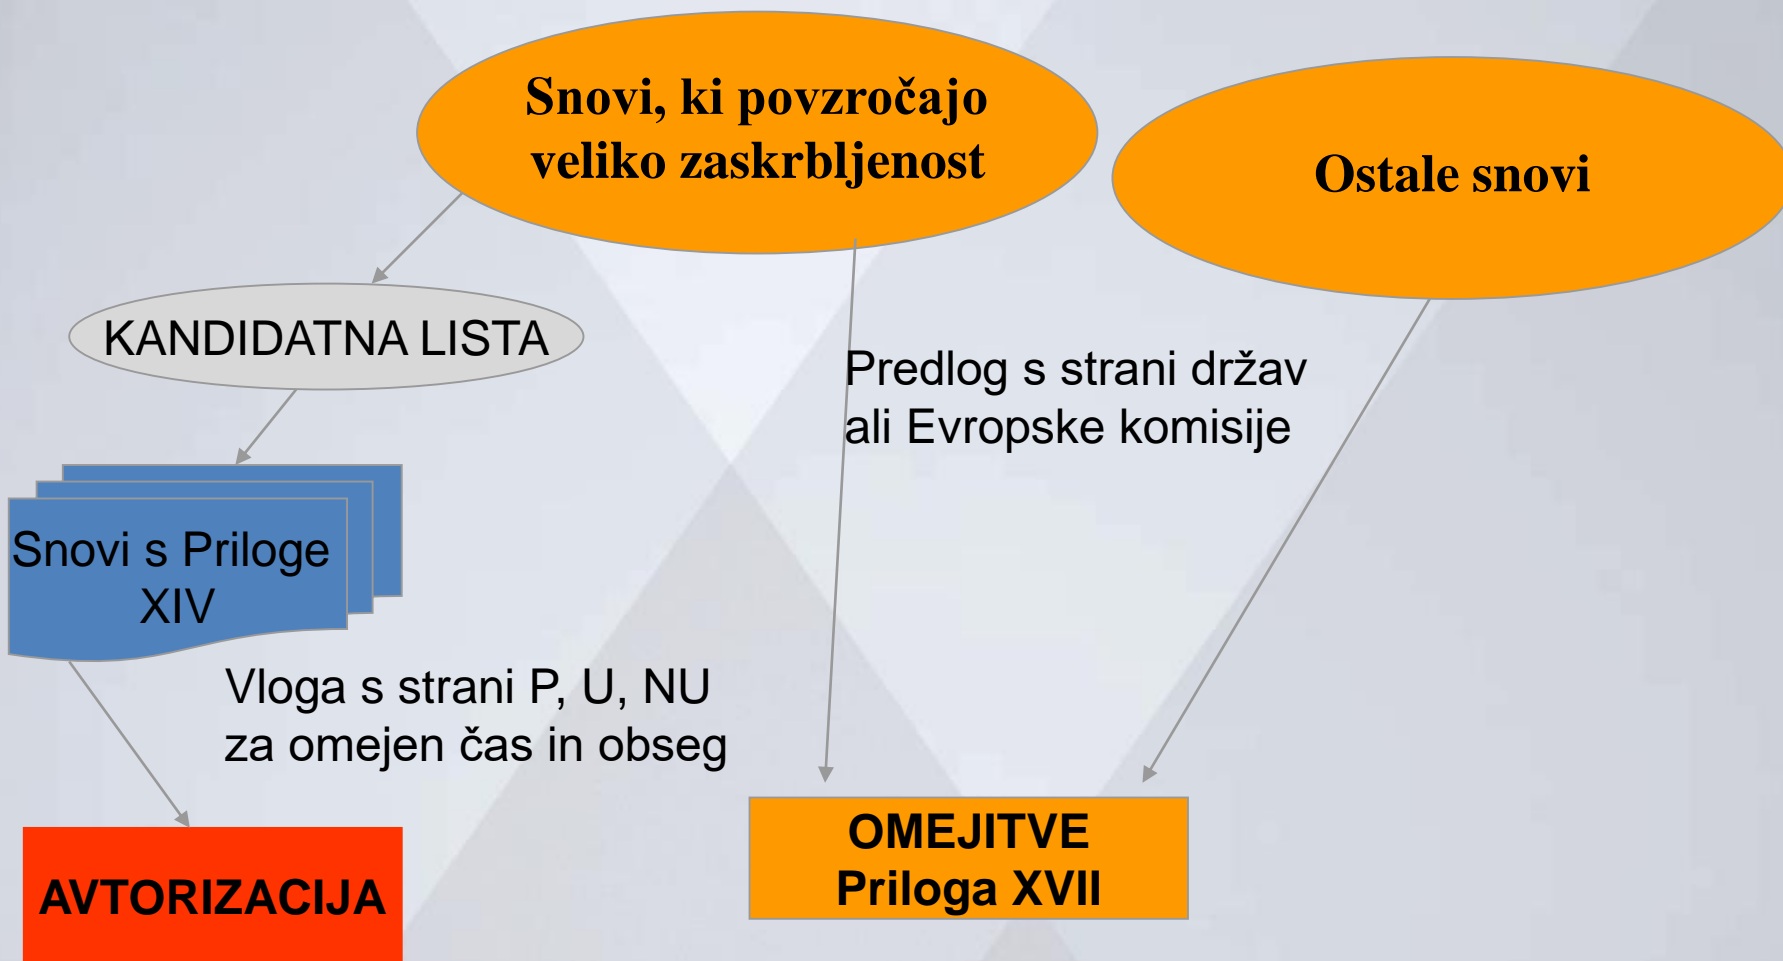 Snovi, ki povzročajo
veliko zaskrbljenost
Ostale snovi
KANDIDATNA LISTA
Predlog s strani držav
ali Evropske komisije
Snovi s Priloge
XIV
Vloga s strani P, U, NU
za omejen čas in obseg
OMEJITVE
Priloga XVII
AVTORIZACIJA